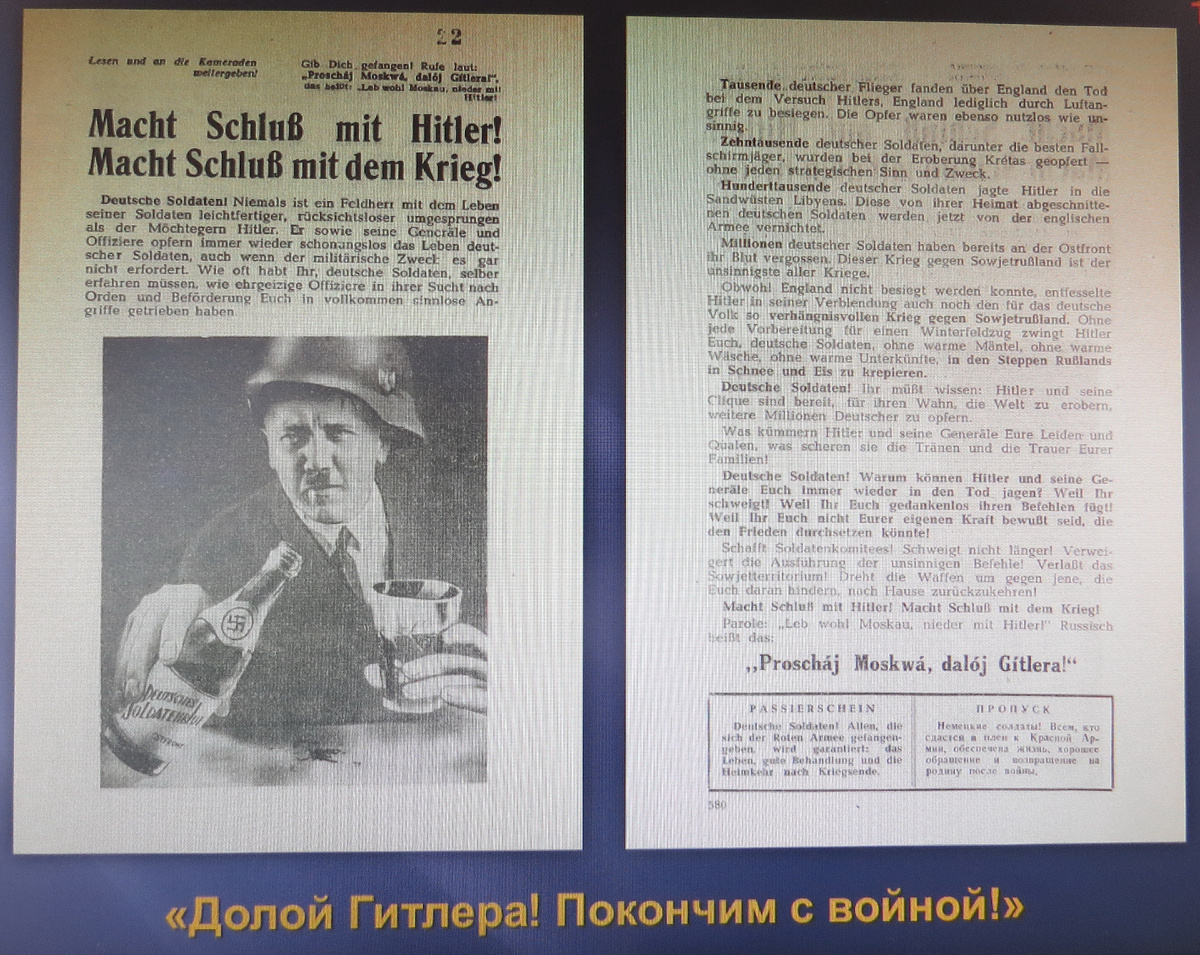 22
Lesen und an die Kameraden
weitergeben!
Gib Dich gefangen! Rufe laut:
„Proscháj Moskwá, dalój Gítlera!",
das heißt: „Leb wohl Moskau, nieder mit
Hitler!
Macht Schluß mit Hitler!
Macht Schluß mit dem Krieg!
Deutsche Soldaten! Niemals ist ein Feldherr mit dem Leben
seiner Soldaten leichtfertiger, rücksichtsloser umgesprungen
als der Möchtegern Hitler. Er sowie seine Generäle und
Offiziere opfern immer wieder schonungslos das Leben deut-
scher Soldaten, auch wenn der militärische Zweck es gar
nicht erfordert. Wie oft habt Ihr, deutsche Soldaten, selber
erfahren müssen, wie ehrgeizige Offiziere in ihrer Sucht nach
Orden und Beförderung Euch in vollkommen sinnlose An-
griffe getrieben haben.
DEUTSCHES
SOLDATENBLUT
OSTFRONT
Tausende deutscher Flieger fanden über England den Tod
bei dem Versuch Hitlers, England lediglich durch Luftan-
griffe zu besiegen. Die Opfer waren ebenso nutzlos wie un-
sinnig.
Zehntausende deutscher Soldaten, darunter die besten Fall-
schirmjäger, wurden bei der Eroberung Kretas geopfert —
ohne jeden strategischen Sinn und Zweck.
Hunderttausende deutscher Soldaten jagte Hitler in die
Sandwüsten Libyens. Diese von ihrer Heimat abgeschnitte-
nen deutschen Soldaten werden jetzt von der englischen
Armee vernichtet.
Millionen deutscher Soldaten haben bereits an der Ostfront
ihr Blut vergossen. Dieser Krieg gegen Sowjetrußland ist der
unsinnigste aller Kriege.
Obwohl England nicht besiegt werden konnte, entfesselte
Hitler in seiner Verblendung auch noch den für das deutsche
Volk so verhängnisvollen Krieg gegen Sowjetrußland. Ohne
jede Vorbereitung für einen Winterfeldzug zwingt Hitler
Euch, deutsche Soldaten, ohne warme Mäntel, ohne warme
Wäsche, ohne warme Unterkünfte, in den Steppen Rußlands
in Schnee und Eis zu krepieren.
Deutsche Soldaten! Ihr müßt wissen: Hitler und seine
Clique sind bereit, für ihren Wahn, die Welt zu erobern,
weitere Millionen Deutscher zu opfern.
Was kümmern Hitler und seine Generäle Eure Leiden und
Qualen, was scheren sie die Tränen und die Trauer Eurer
Familien!
Deutsche Soldaten! Warum können Hitler und seine Ge-
neräle Euch immer wieder in den Tod jagen? Weil Ihr
schweigt! Weil Ihr Euch gedankenlos ihren Befehlen fügt!
Weil Ihr Euch nicht Eurer eigenen Kraft bewußt seid, die
den Frieden durchsetzen könnte!
Schafft Soldatenkomitees! Schweigt nicht länger! Verwei-
gert die Ausführung der unsinnigen Befehle! Verlaßt das
Sowjetterritorium! Dreht die Waffen um gegen jene, die
Euch daran hindern, nach Hause zurückzukehren!
Macht Schluß mit Hitler! Macht Schluß mit dem Krieg!
Parole: „Leb wohl Moskau, nieder mit Hitler!" Russisch
heißt das:
„Proscháj Moskwá, dalój Gítlera!"
PASSIERSCHEIN
Deutsche Soldaten! Allen, die
sich der Roten Armee gefangen-
geben, wird garantiert: das
Leben, gute Behandlung und die
Heimkehr nach Kriegsende.
ПРОПУСК
Немецкие солдаты! Всем, кто
сдастся в плен к Красной Ар-
мии, обеспечена жизнь, хорошее
обращение и возвращение на
родину после войны.
580
«Долой Гитлера! Покончим с войной!»